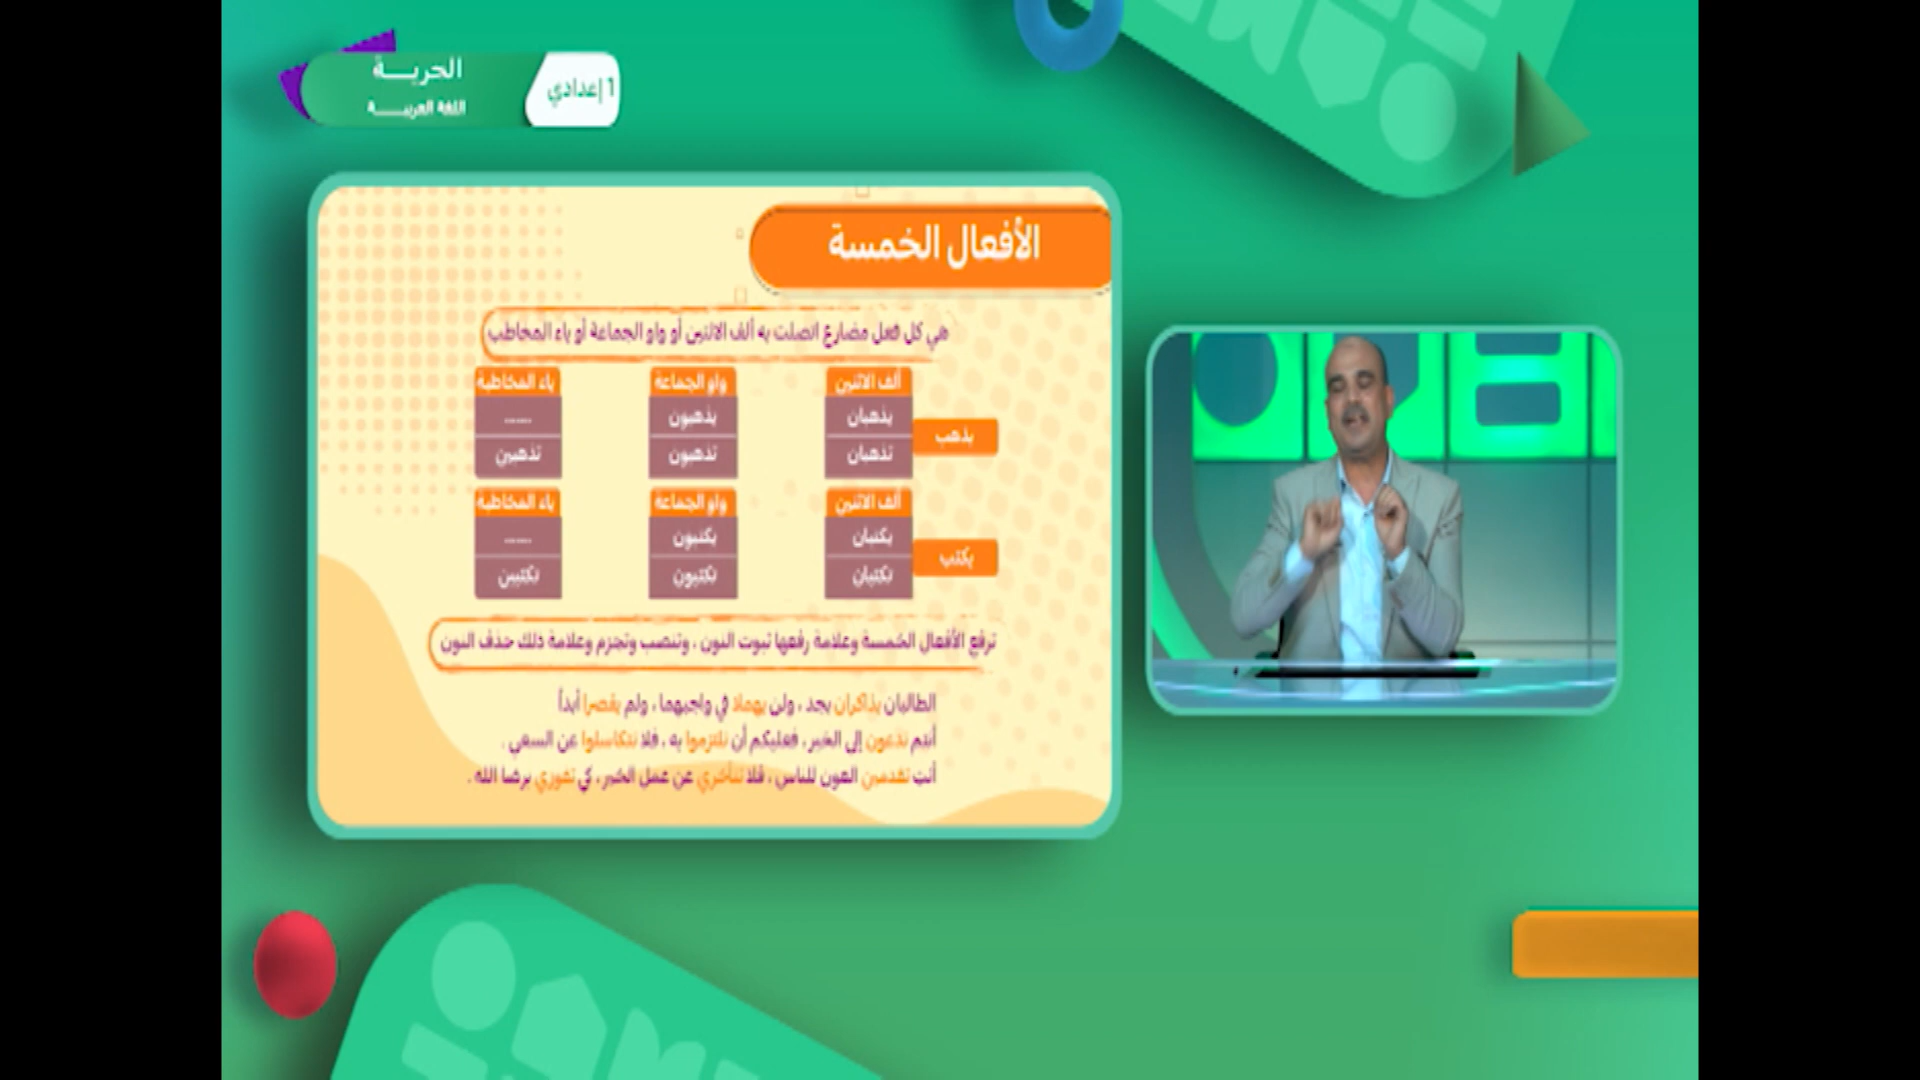 الحريـــة
اللغة العربيـــــة
1 إعدادي
الأفعال الخمسة
هي كل فعل مضارع اتصلت به ألف الاثنين أو واو الجماعة أو ياء المخاطب
ألف الاثنين واو الجماعة ياء المخاطبة
يذهب يذهبان يذهبون ......
تذهبان تذهبون تذهبين
ألف الاثنين واو الجماعة ياء المخاطبة
يكتب يكتبان يكتبون ......
تكتبان تكتبون تكتبين
ترفع الأفعال الخمسة وعلامة رفعها ثبوت النون ، وتنصب وتجزم وعلامة ذلك حذف النون
الطالبان يذاكران بجد ، ولن يهملا في واجبهما ، ولم يقصرا أبداً
أنتم تدعون إلى الخير ، فعليكم أن تلتزموا به ، فلا تتكاسلوا عن السعي .
أنتِ تقدمين العون للناس ، فلا تتأخري عن عمل الخير ، كي تفوزي برضا الله .